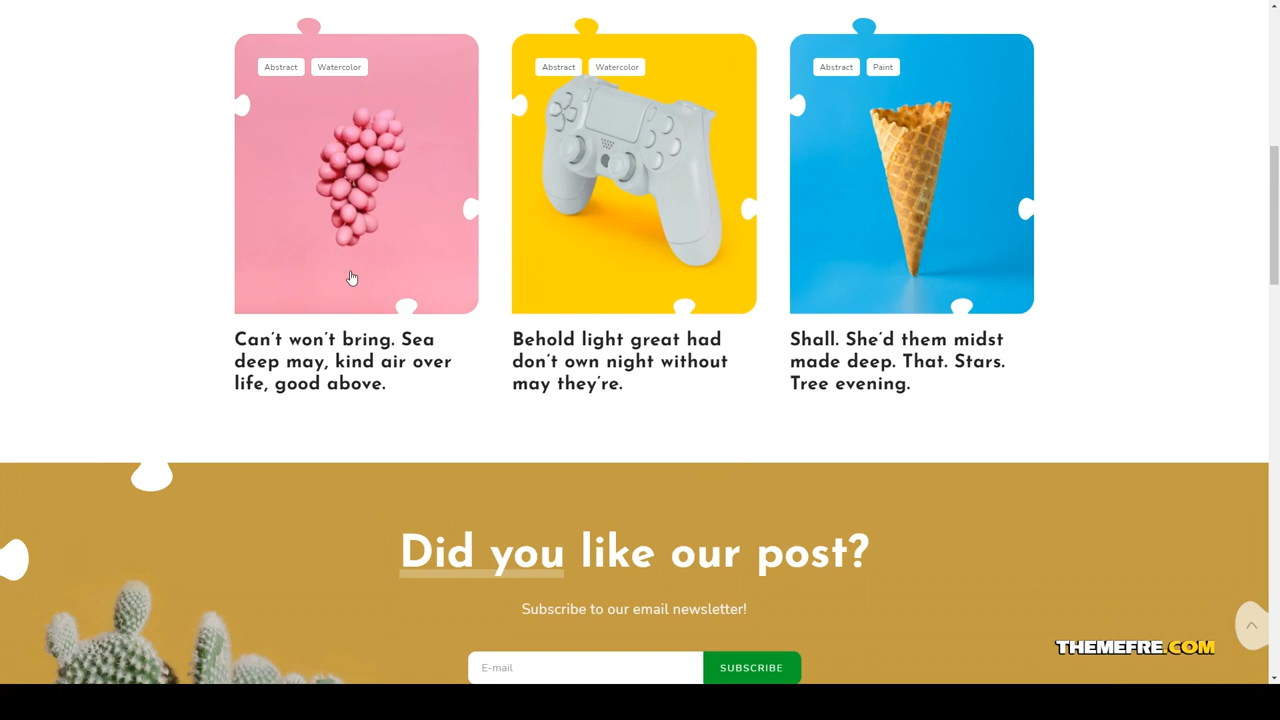 Abstract Watercolor
Abstract Watercolor
Abstract Paint
Can't won't bring. Sea
deep may, kind air over
life, good above.
Behold light great had
don't own night without
may they're.
Shall. She'd them midst
made deep. That. Stars.
Tree evening.
Did you like our post?
Subscribe to our email newsletter!
E-mail
SUBSCRIBE
THEMEFRE.COM